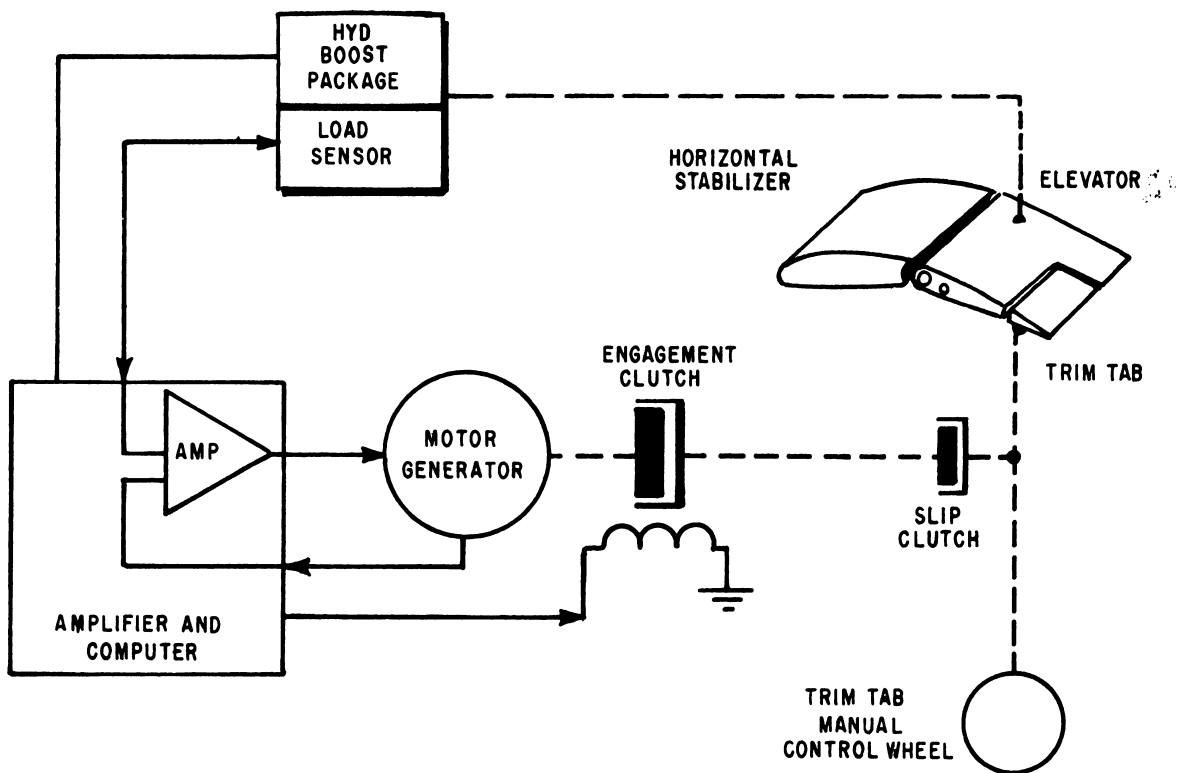 HYD
BOOST
PACKAGE
LOAD
SENSOR
HORIZONTAL
STABILIZER
ELEVATOR
TRIM TAB
ENGAGEMENT
CLUTCH
AMP
MOTOR
GENERATOR
SLIP
CLUTCH
AMPLIFIER AND
COMPUTER
TRIM TAB
MANUAL
CONTROL WHEEL